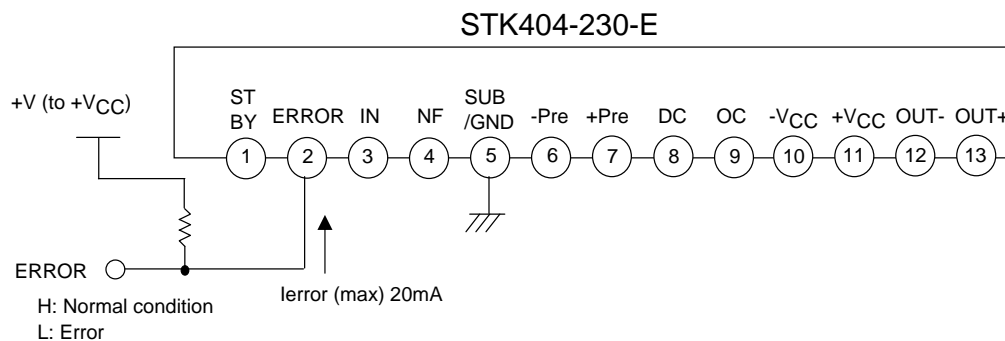 STK404-230-E
+V (to +VCC)
ST BY
ERROR
IN
NF
SUB /GND
-Pre
+Pre
DC
OC
-VCC
+VCC
OUT-
OUT+
1
2
3
4
5
6
7
8
9
10
11
12
13
ERROR
H: Normal condition
L: Error
Ierror (max) 20mA